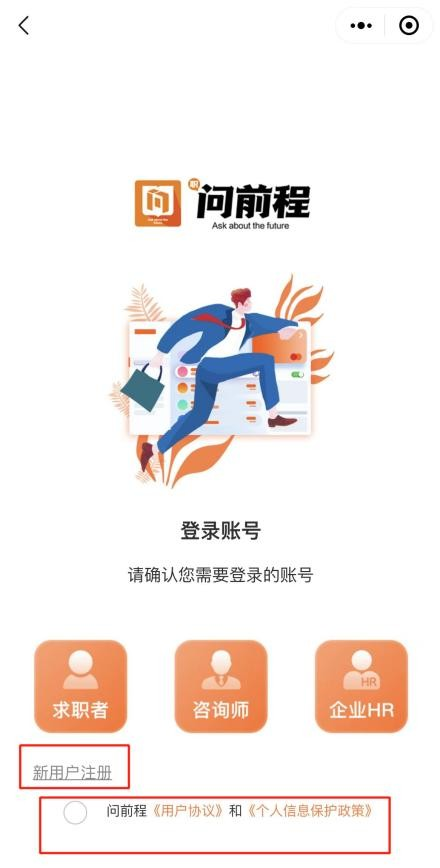 职问前程
Ask about the future
登录账号
请确认您需要登录的账号
HR
求职者
咨询师
企业HR
新用户注册
问前程《用户协议》和《个人信息保护政策》